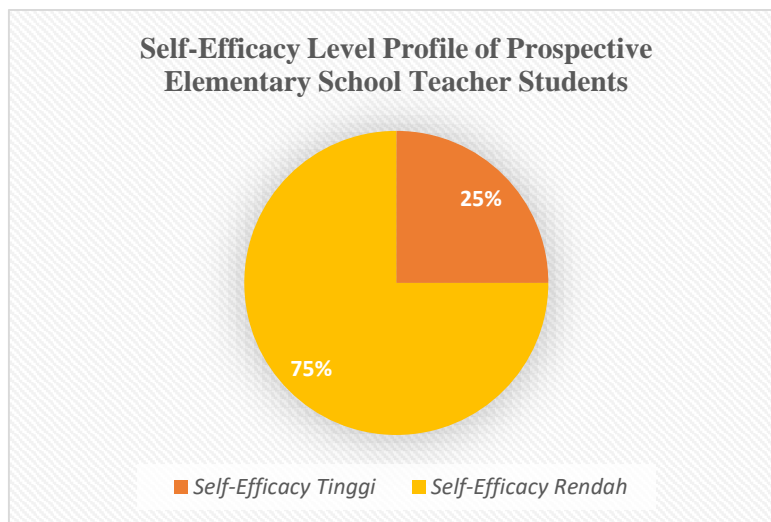 Self-Efficacy Level Profile of Prospective
Elementary School Teacher Students
25%
75%
Self-Efficacy Tinggi
Self-Efficacy Rendah